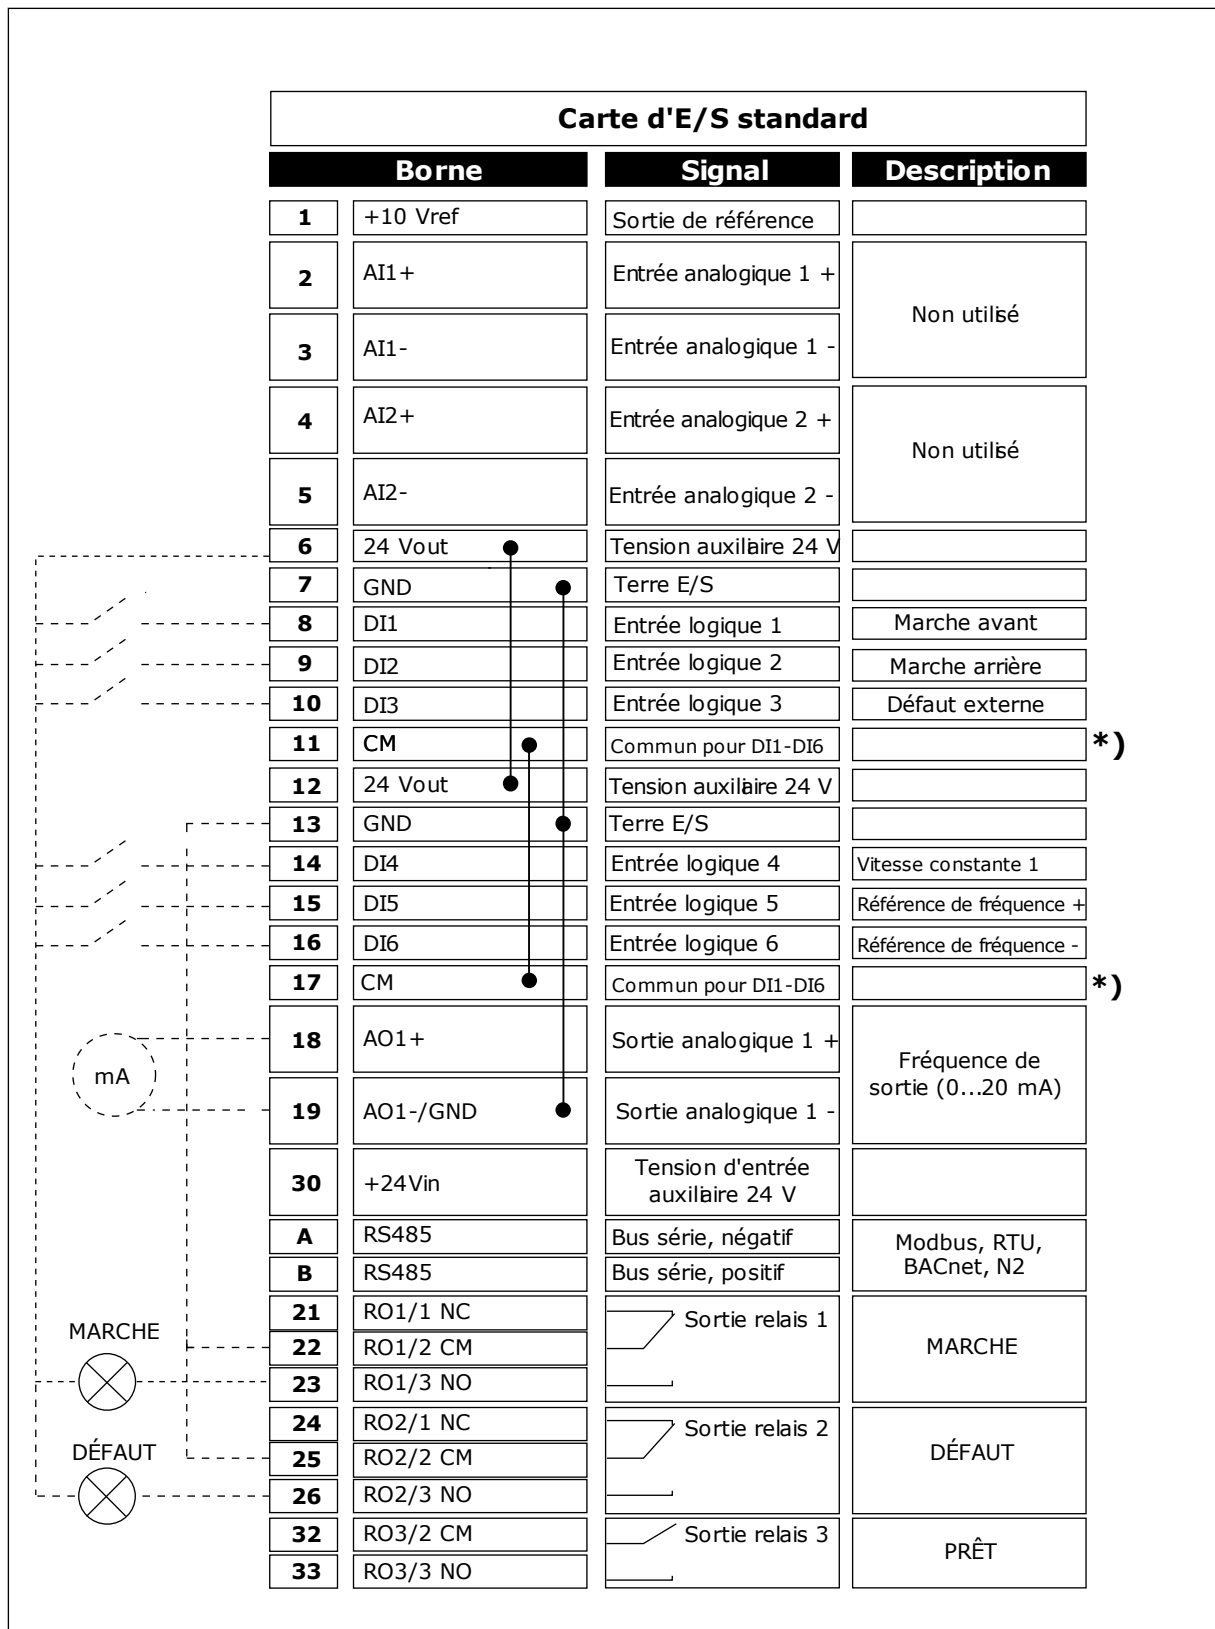 Carte d'E/S standard
Borne Signal Description
1 +10 Vref Sortie de référence
2 AI1+ Entrée analogique 1 +
Non utilisé
3 AI1- Entrée analogique 1 -
4 AI2+ Entrée analogique 2 +
Non utilisé
5 AI2- Entrée analogique 2 -
6 24 Vout Tension auxiliaire 24 V
7 GND Terre E/S
8 DI1 Entrée logique 1 Marche avant
9 DI2 Entrée logique 2 Marche arrière
10 DI3 Entrée logique 3 Défaut externe
11 CM Commun pour DI1-DI6 *)
12 24 Vout Tension auxiliaire 24 V
13 GND Terre E/S
14 DI4 Entrée logique 4 Vitesse constante 1
15 DI5 Entrée logique 5 Référence de fréquence +
16 DI6 Entrée logique 6 Référence de fréquence -
17 CM Commun pour DI1-DI6 *)
18 AO1+ Sortie analogique 1 +
Fréquence de
sortie (0...20 mA)
mA
19 AO1-/GND Sortie analogique 1 -
30 +24Vin Tension d'entrée
auxiliaire 24 V
A RS485 Bus série, négatif
Modbus, RTU,
BACnet, N2
B RS485 Bus série, positif
21 RO1/1 NC Sortie relais 1
MARCHE
22 RO1/2 CM MARCHE
23 RO1/3 NO
24 RO2/1 NC Sortie relais 2
DÉFAUT
25 RO2/2 CM DÉFAUT
26 RO2/3 NO
32 RO3/2 CM Sortie relais 3
PRÊT
33 RO3/3 NO